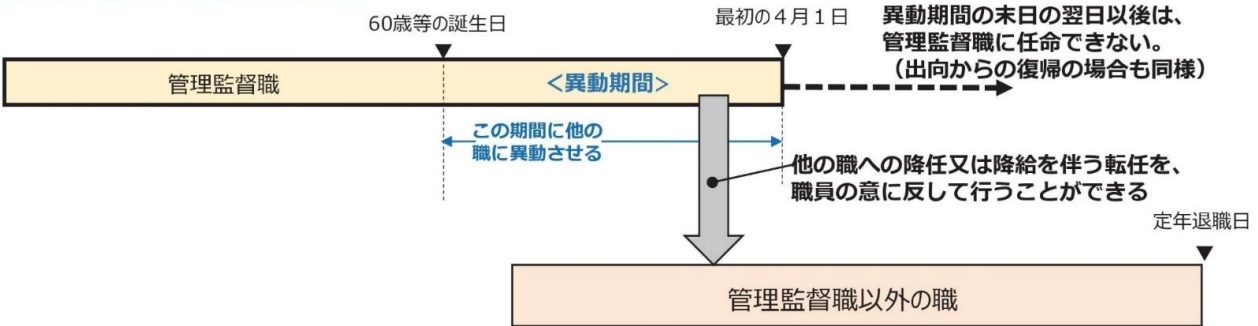 60歳等の誕生日
最初の４月１日
異動期間の末日の翌日以後は、
管理監督職に任命できない。
（出向からの復帰の場合も同様）
管理監督職
＜異動期間＞
この期間に他の
職に異動させる
他の職への降任又は降給を伴う転任を、
職員の意に反して行うことができる
定年退職日
管理監督職以外の職